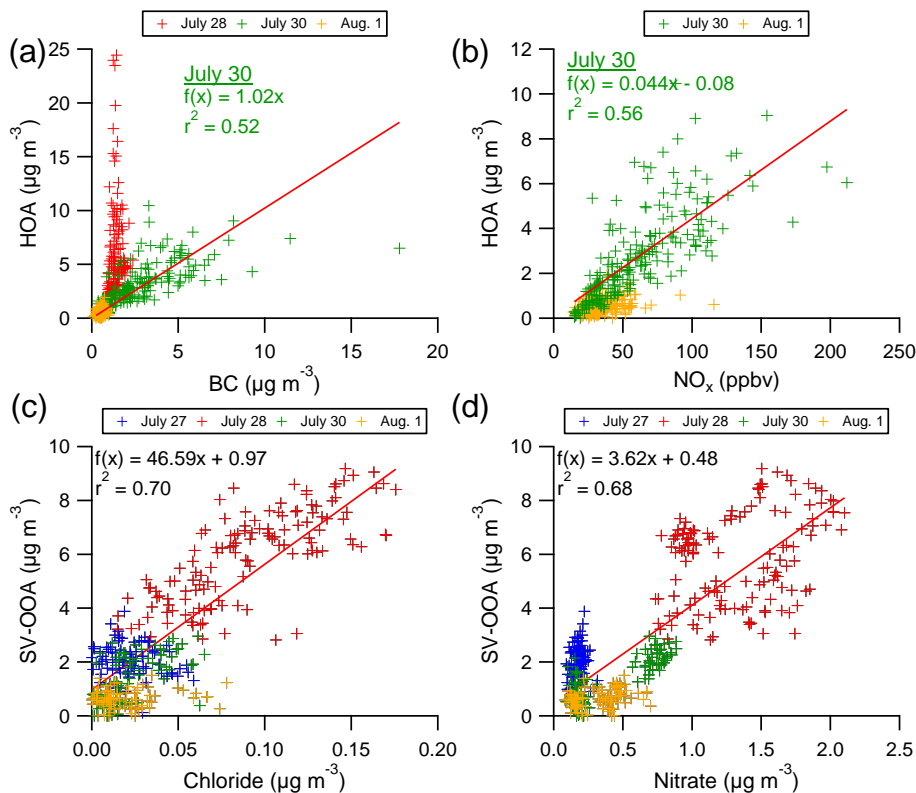 + July 28 + July 30 + Aug. 1
(a)
July 30
f(x) = 1.02x
r² = 0.52
HOA (µg m⁻³)
25
20
15
10
5
0
0 5 10 15 20
BC (µg m⁻³)
+ July 30 + Aug. 1
(b)
July 30
f(x) = 0.044x - 0.08
r² = 0.56
HOA (µg m⁻³)
12
10
8
6
4
2
0
0 50 100 150 200 250
NOₓ (ppbv)
(c)
+ July 27 + July 28 + July 30 + Aug. 1
f(x) = 46.59x + 0.97
r² = 0.70
SV-OOA (µg m⁻³)
10
8
6
4
2
0
0.00 0.05 0.10 0.15 0.20
Chloride (µg m⁻³)
(d)
+ July 27 + July 28 + July 30 + Aug. 1
f(x) = 3.62x + 0.48
r² = 0.68
SV-OOA (µg m⁻³)
10
8
6
4
2
0
0.0 0.5 1.0 1.5 2.0 2.5
Nitrate (µg m⁻³)